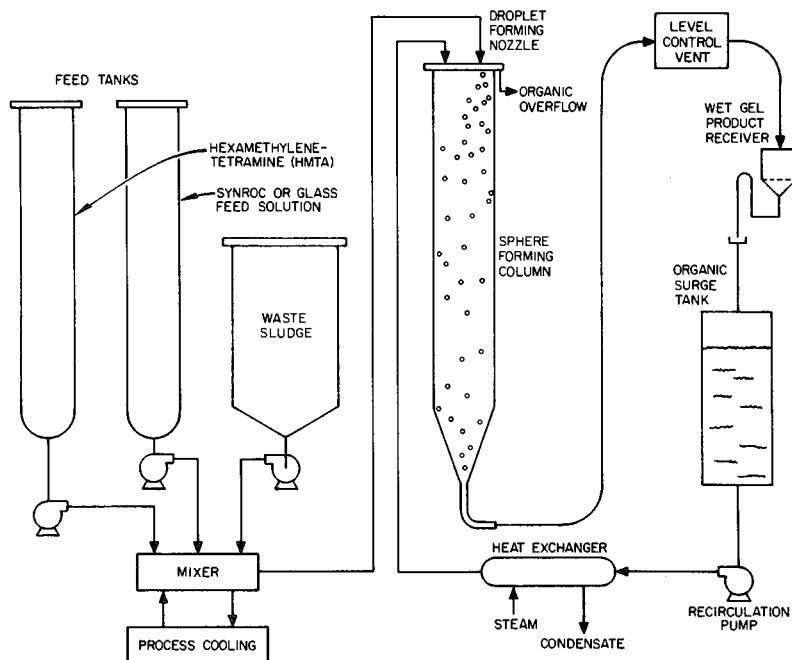 FEED TANKS
HEXAMETHYLENE-
TETRAMINE (HMTA)
SYNROC OR GLASS
FEED SOLUTION
WASTE
SLUDGE
MIXER
PROCESS COOLING
DROPLET
FORMING
NOZZLE
ORGANIC
OVERFLOW
SPHERE
FORMING
COLUMN
LEVEL
CONTROL
VENT
WET GEL
PRODUCT
RECEIVER
ORGANIC
SURGE
TANK
HEAT EXCHANGER
STEAM
CONDENSATE
RECIRCULATION
PUMP